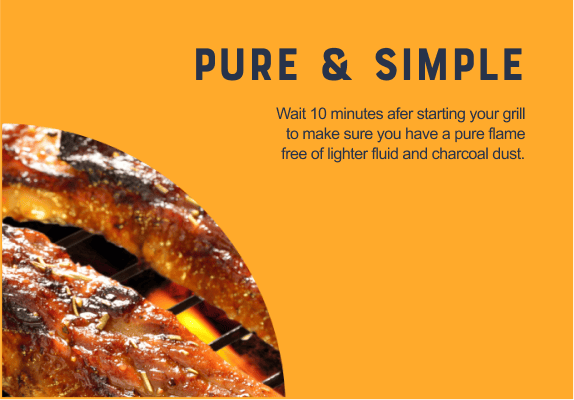 PURE & SIMPLE
Wait 10 minutes afer starting your grill
to make sure you have a pure flame
free of lighter fluid and charcoal dust.